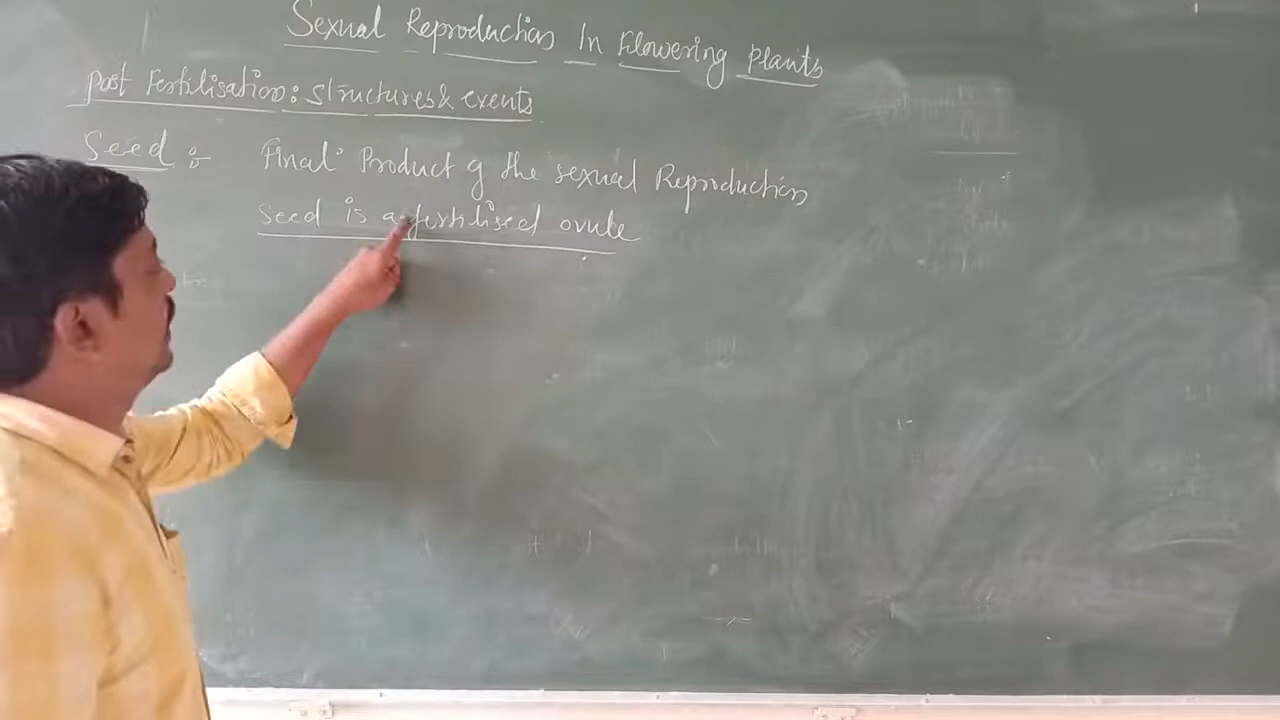 Sexual Reproduction In Flowering Plants
Post Fertilisation: Structures & events
Seed :-
Final Product of the sexual Reproduction
Seed is a fertilised ovule